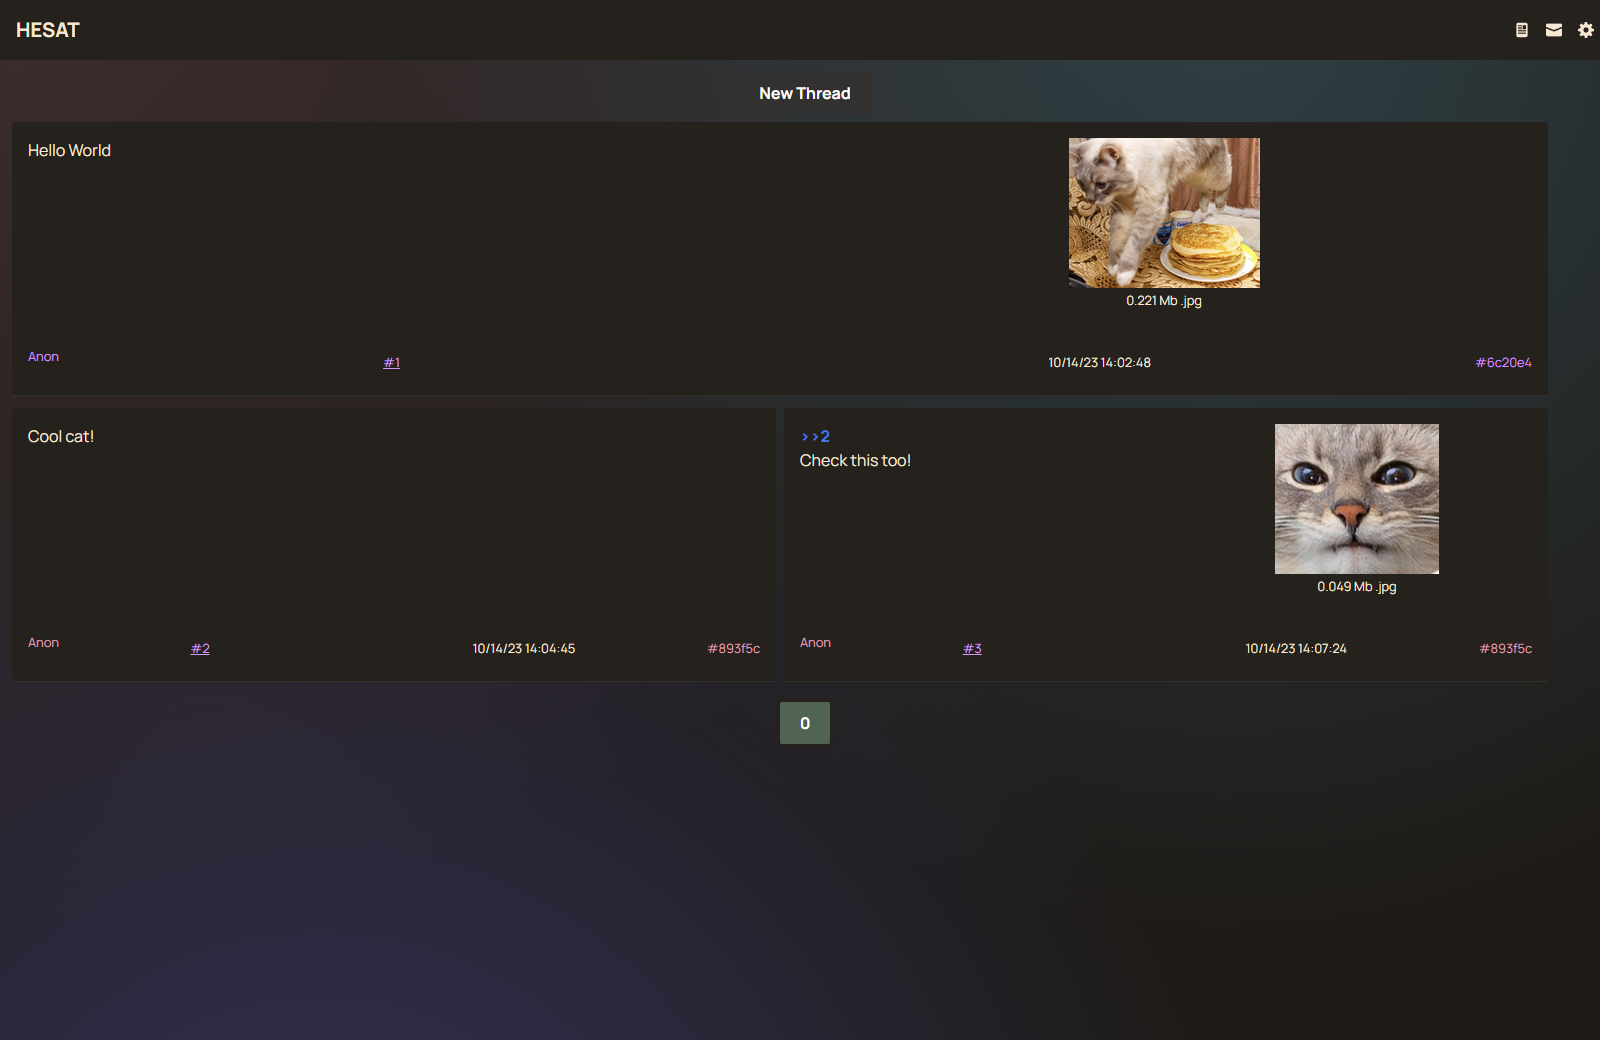 HESAT
New Thread
Hello World
0.221 Mb .jpg
Anon
#1
10/14/23 14:02:48
#6c20e4
Cool cat!
Anon
#2
10/14/23 14:04:45
#893f5c
>>2
Check this too!
0.049 Mb .jpg
Anon
#3
10/14/23 14:07:24
#893f5c
0